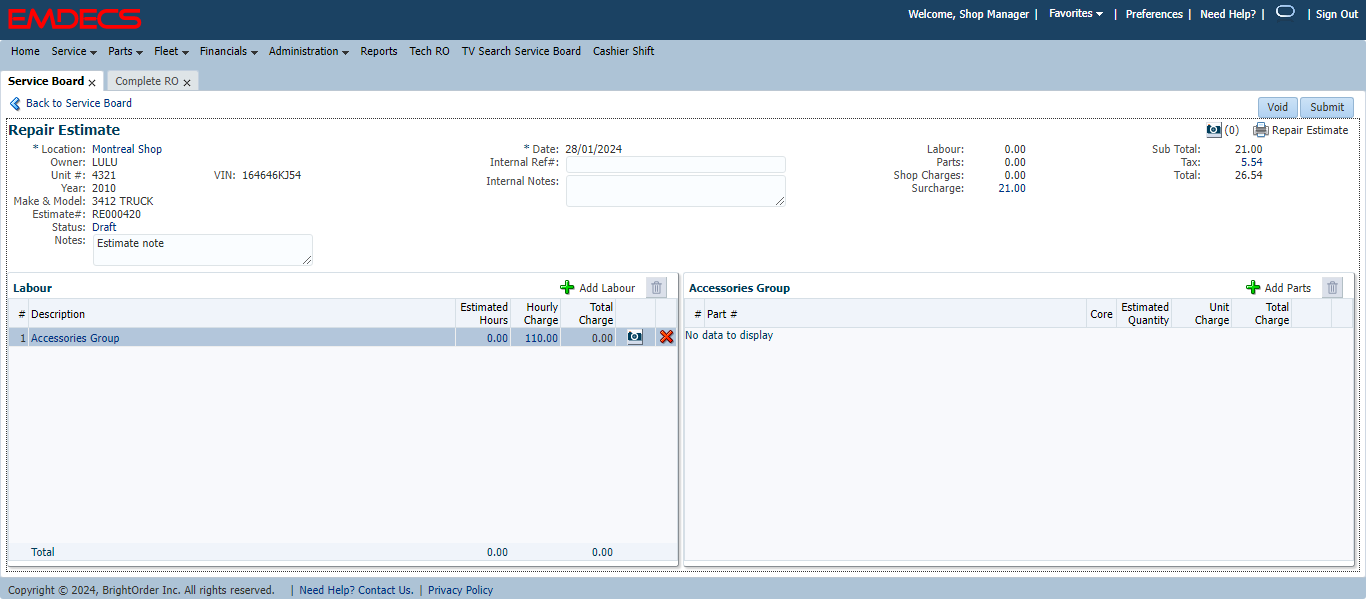 EMDECS
Welcome, Shop Manager | Favorites | Preferences | Need Help? | | Sign Out
Home Service Parts Fleet Financials Administration Reports Tech RO TV Search Service Board Cashier Shift
Service Board x Complete RO x
Back to Service Board
Void Submit
Repair Estimate
(0) Repair Estimate
* Location: Montreal Shop
Owner: LULU
Unit #: 4321 VIN: 164646KJ54
Year: 2010
Make & Model: 3412 TRUCK
Estimate#: RE000420
Status: Draft
Notes: Estimate note
* Date: 28/01/2024
Internal Ref#:
Internal Notes:
Labour: 0.00
Parts: 0.00
Shop Charges: 0.00
Surcharge: 21.00
Sub Total: 21.00
Tax: 5.54
Total: 26.54
Labour Add Labour
# Description Estimated Hours Hourly Charge Total Charge
1 Accessories Group 0.00 110.00 0.00
Total 0.00 0.00
Accessories Group Add Parts
# Part # Core Estimated Quantity Unit Charge Total Charge
No data to display
Copyright © 2024, BrightOrder Inc. All rights reserved. | Need Help? Contact Us. | Privacy Policy